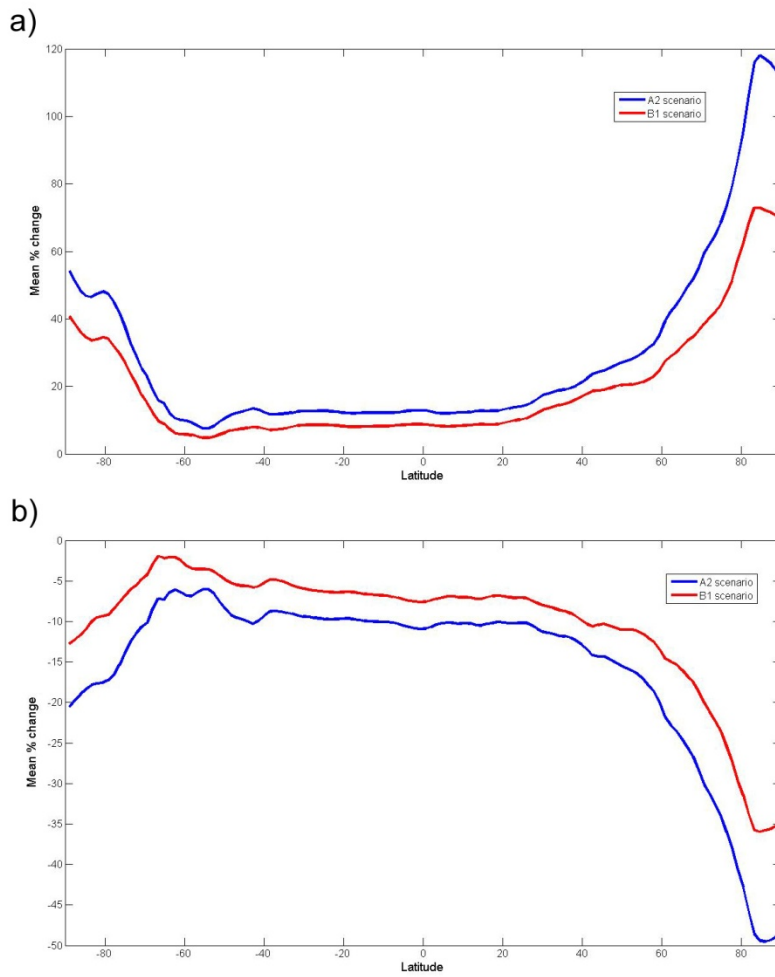 a)
120
100
80
60
40
20
0
Mean % change
A2 scenario
B1 scenario
-80 -60 -40 -20 0 20 40 60 80
Latitude
b)
0
-5
-10
-15
-20
-25
-30
-35
-40
-45
-50
Mean % change
A2 scenario
B1 scenario
-80 -60 -40 -20 0 20 40 60 80
Latitude